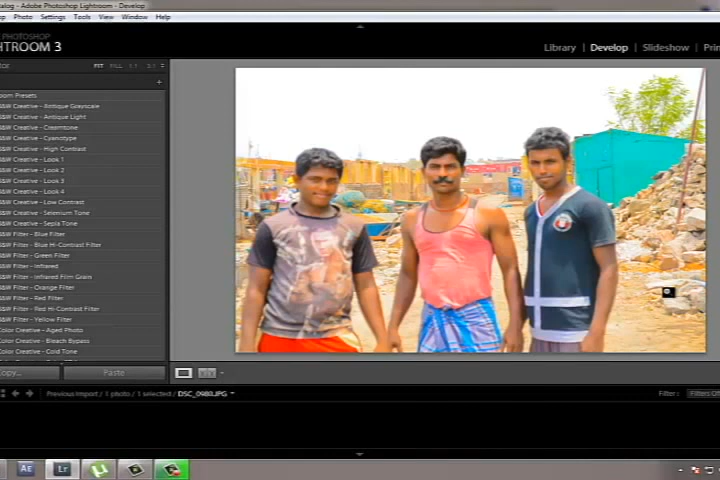 alog - Adobe Photoshop Lightroom - Develop
op Photo Settings Tools View Window Help
PHOTOSHOP
HTROOM 3
Library | Develop | Slideshow | Prin
tor FIT FILL 1:1
+
oom Presets
B&W Creative - Antique Grayscale
B&W Creative - Antique Light
B&W Creative - Creamtone
B&W Creative - Cyanotype
B&W Creative - High Contrast
B&W Creative - Look 1
B&W Creative - Look 2
B&W Creative - Look 3
B&W Creative - Look 4
B&W Creative - Low Contrast
B&W Creative - Selenium Tone
B&W Creative - Sepia Tone
B&W Filter - Blue Filter
B&W Filter - Blue Hi-Contrast Filter
B&W Filter - Green Filter
B&W Filter - Infrared
B&W Filter - Infrared Film Grain
B&W Filter - Orange Filter
B&W Filter - Red Filter
B&W Filter - Red Hi-Contrast Filter
B&W Filter - Yellow Filter
Color Creative - Aged Photo
Color Creative - Bleach Bypass
Color Creative - Cold Tone
Copy... Paste
Previous Import / 1 photo / 1 selected / DSC_0980.JPG Filter : Filters Of
AE Lr µ